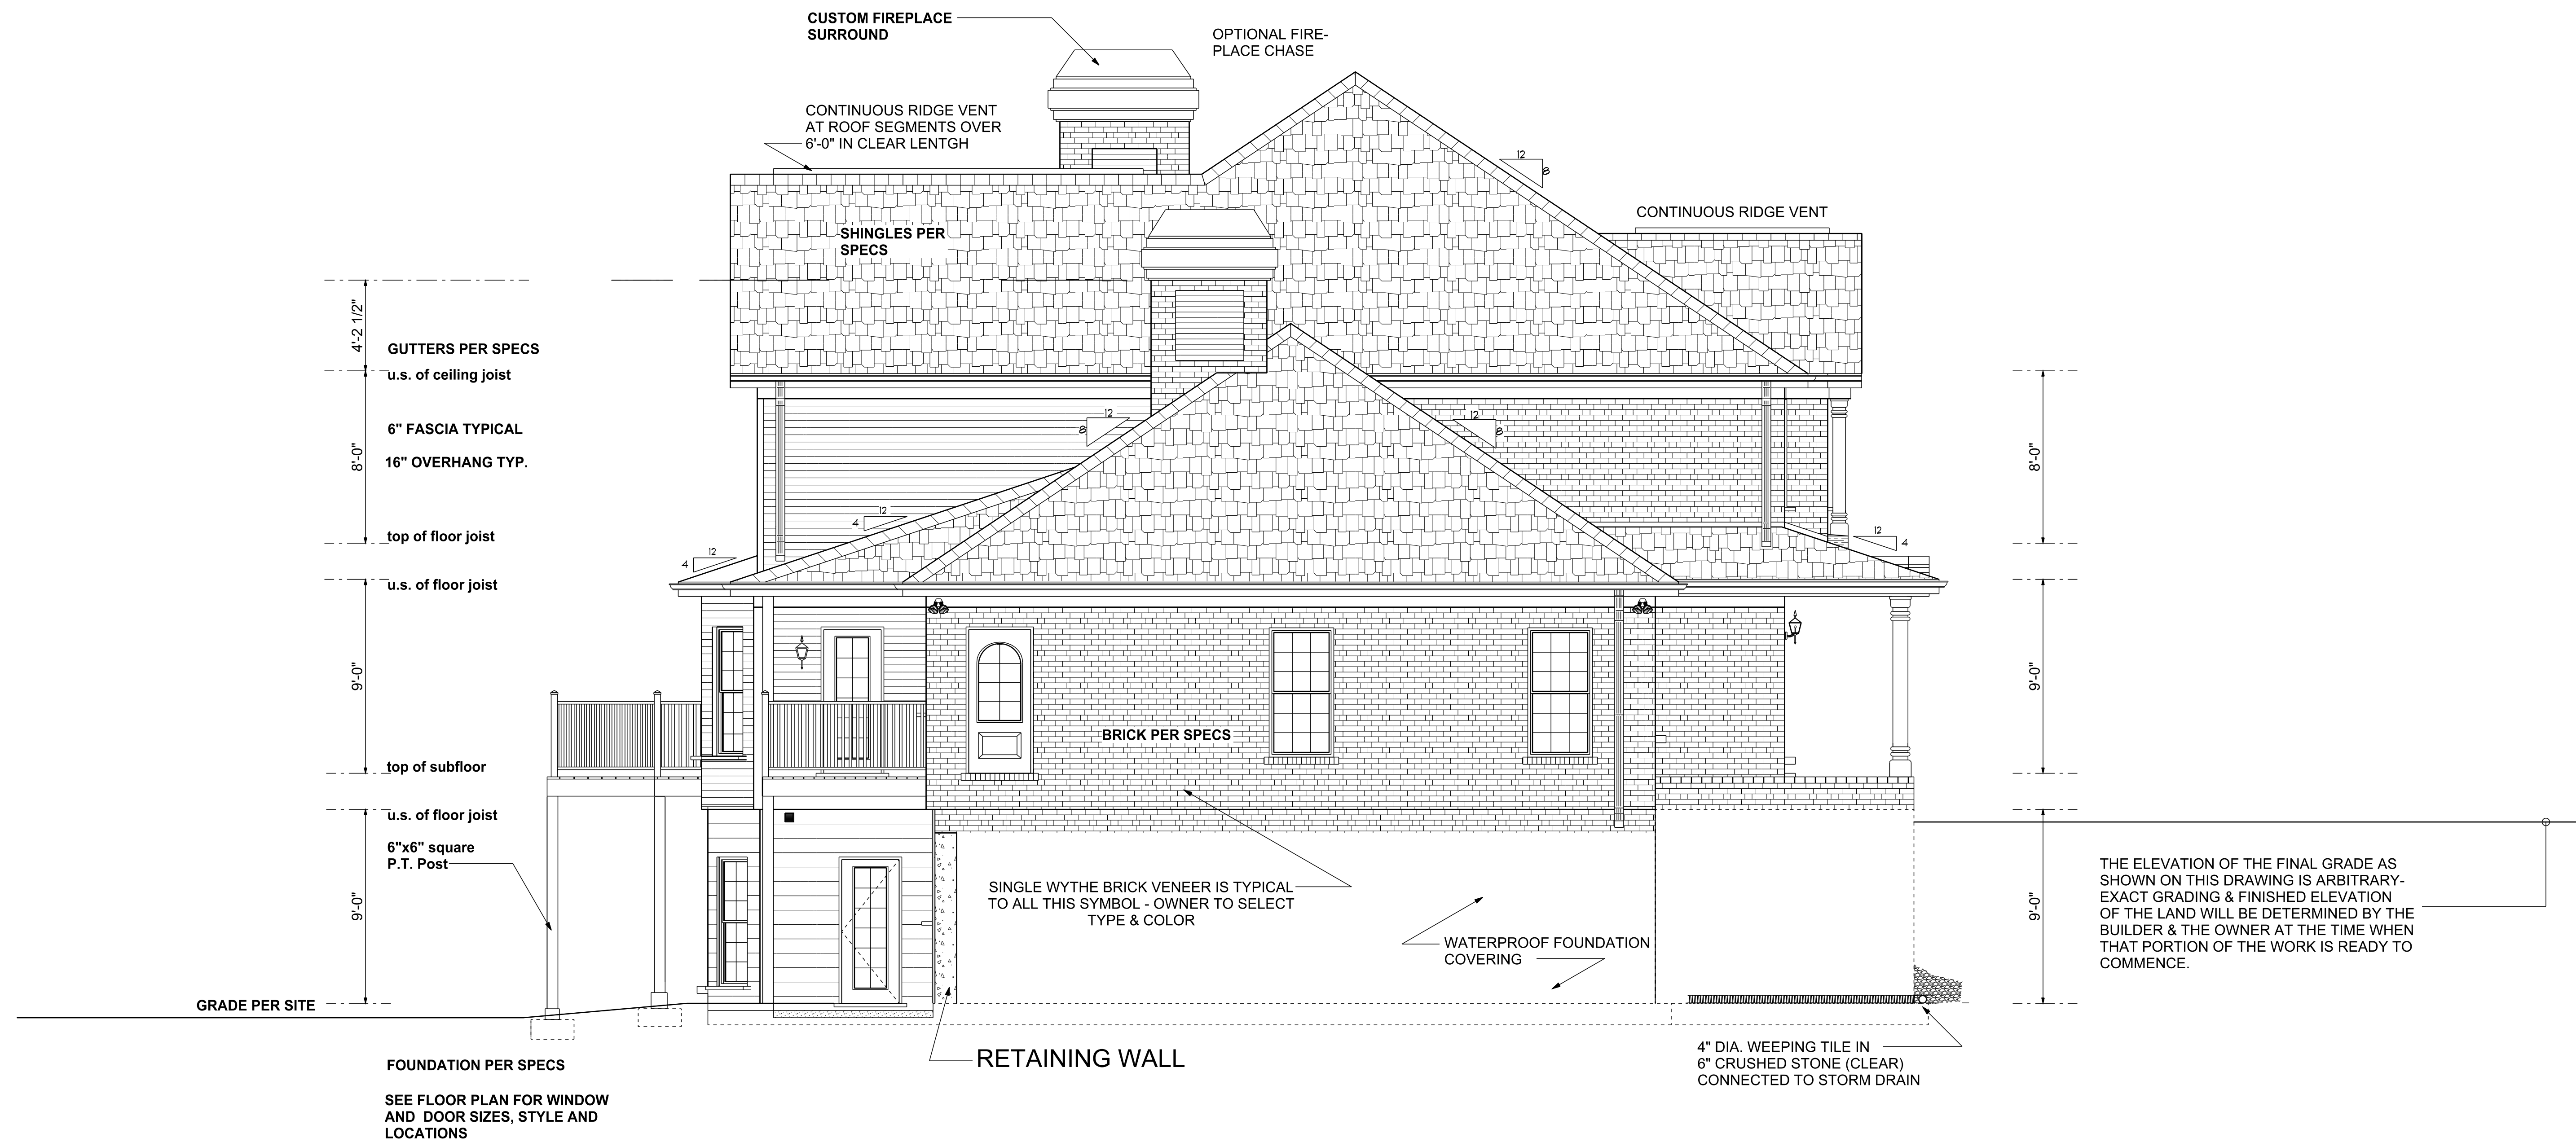 CUSTOM FIREPLACE
SURROUND
OPTIONAL FIRE-
PLACE CHASE
CONTINUOUS RIDGE VENT
AT ROOF SEGMENTS OVER
6'-0" IN CLEAR LENTGH
12
8
CONTINUOUS RIDGE VENT
SHINGLES PER
SPECS
4'-2 1/2"
GUTTERS PER SPECS
u.s. of ceiling joist
12
8
12
8
6" FASCIA TYPICAL
8'-0"
8'-0"
16" OVERHANG TYP.
12
4
top of floor joist
12
4
12
4
u.s. of floor joist
9'-0"
9'-0"
BRICK PER SPECS
top of subfloor
u.s. of floor joist
6"x6" square
P.T. Post
9'-0"
9'-0"
SINGLE WYTHE BRICK VENEER IS TYPICAL
TO ALL THIS SYMBOL - OWNER TO SELECT
TYPE & COLOR
WATERPROOF FOUNDATION
COVERING
THE ELEVATION OF THE FINAL GRADE AS
SHOWN ON THIS DRAWING IS ARBITRARY-
EXACT GRADING & FINISHED ELEVATION
OF THE LAND WILL BE DETERMINED BY THE
BUILDER & THE OWNER AT THE TIME WHEN
THAT PORTION OF THE WORK IS READY TO
COMMENCE.
GRADE PER SITE
RETAINING WALL
4" DIA. WEEPING TILE IN
6" CRUSHED STONE (CLEAR)
CONNECTED TO STORM DRAIN
FOUNDATION PER SPECS
SEE FLOOR PLAN FOR WINDOW
AND DOOR SIZES, STYLE AND
LOCATIONS